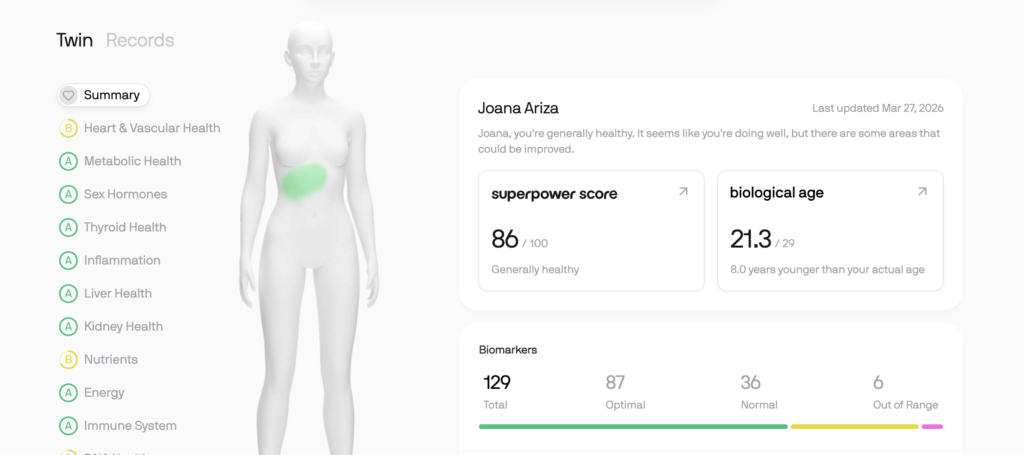 Twin Records
Summary
B Heart & Vascular Health
A Metabolic Health
A Sex Hormones
A Thyroid Health
A Inflammation
A Liver Health
A Kidney Health
B Nutrients
A Energy
A Immune System
Joana Ariza
Last updated Mar 27, 2026
Joana, you're generally healthy. It seems like you're doing well, but there are some areas that
could be improved.
superpower score
86 / 100
Generally healthy
biological age
21.3 / 29
8.0 years younger than your actual age
Biomarkers
129
Total
87
Optimal
36
Normal
6
Out of Range